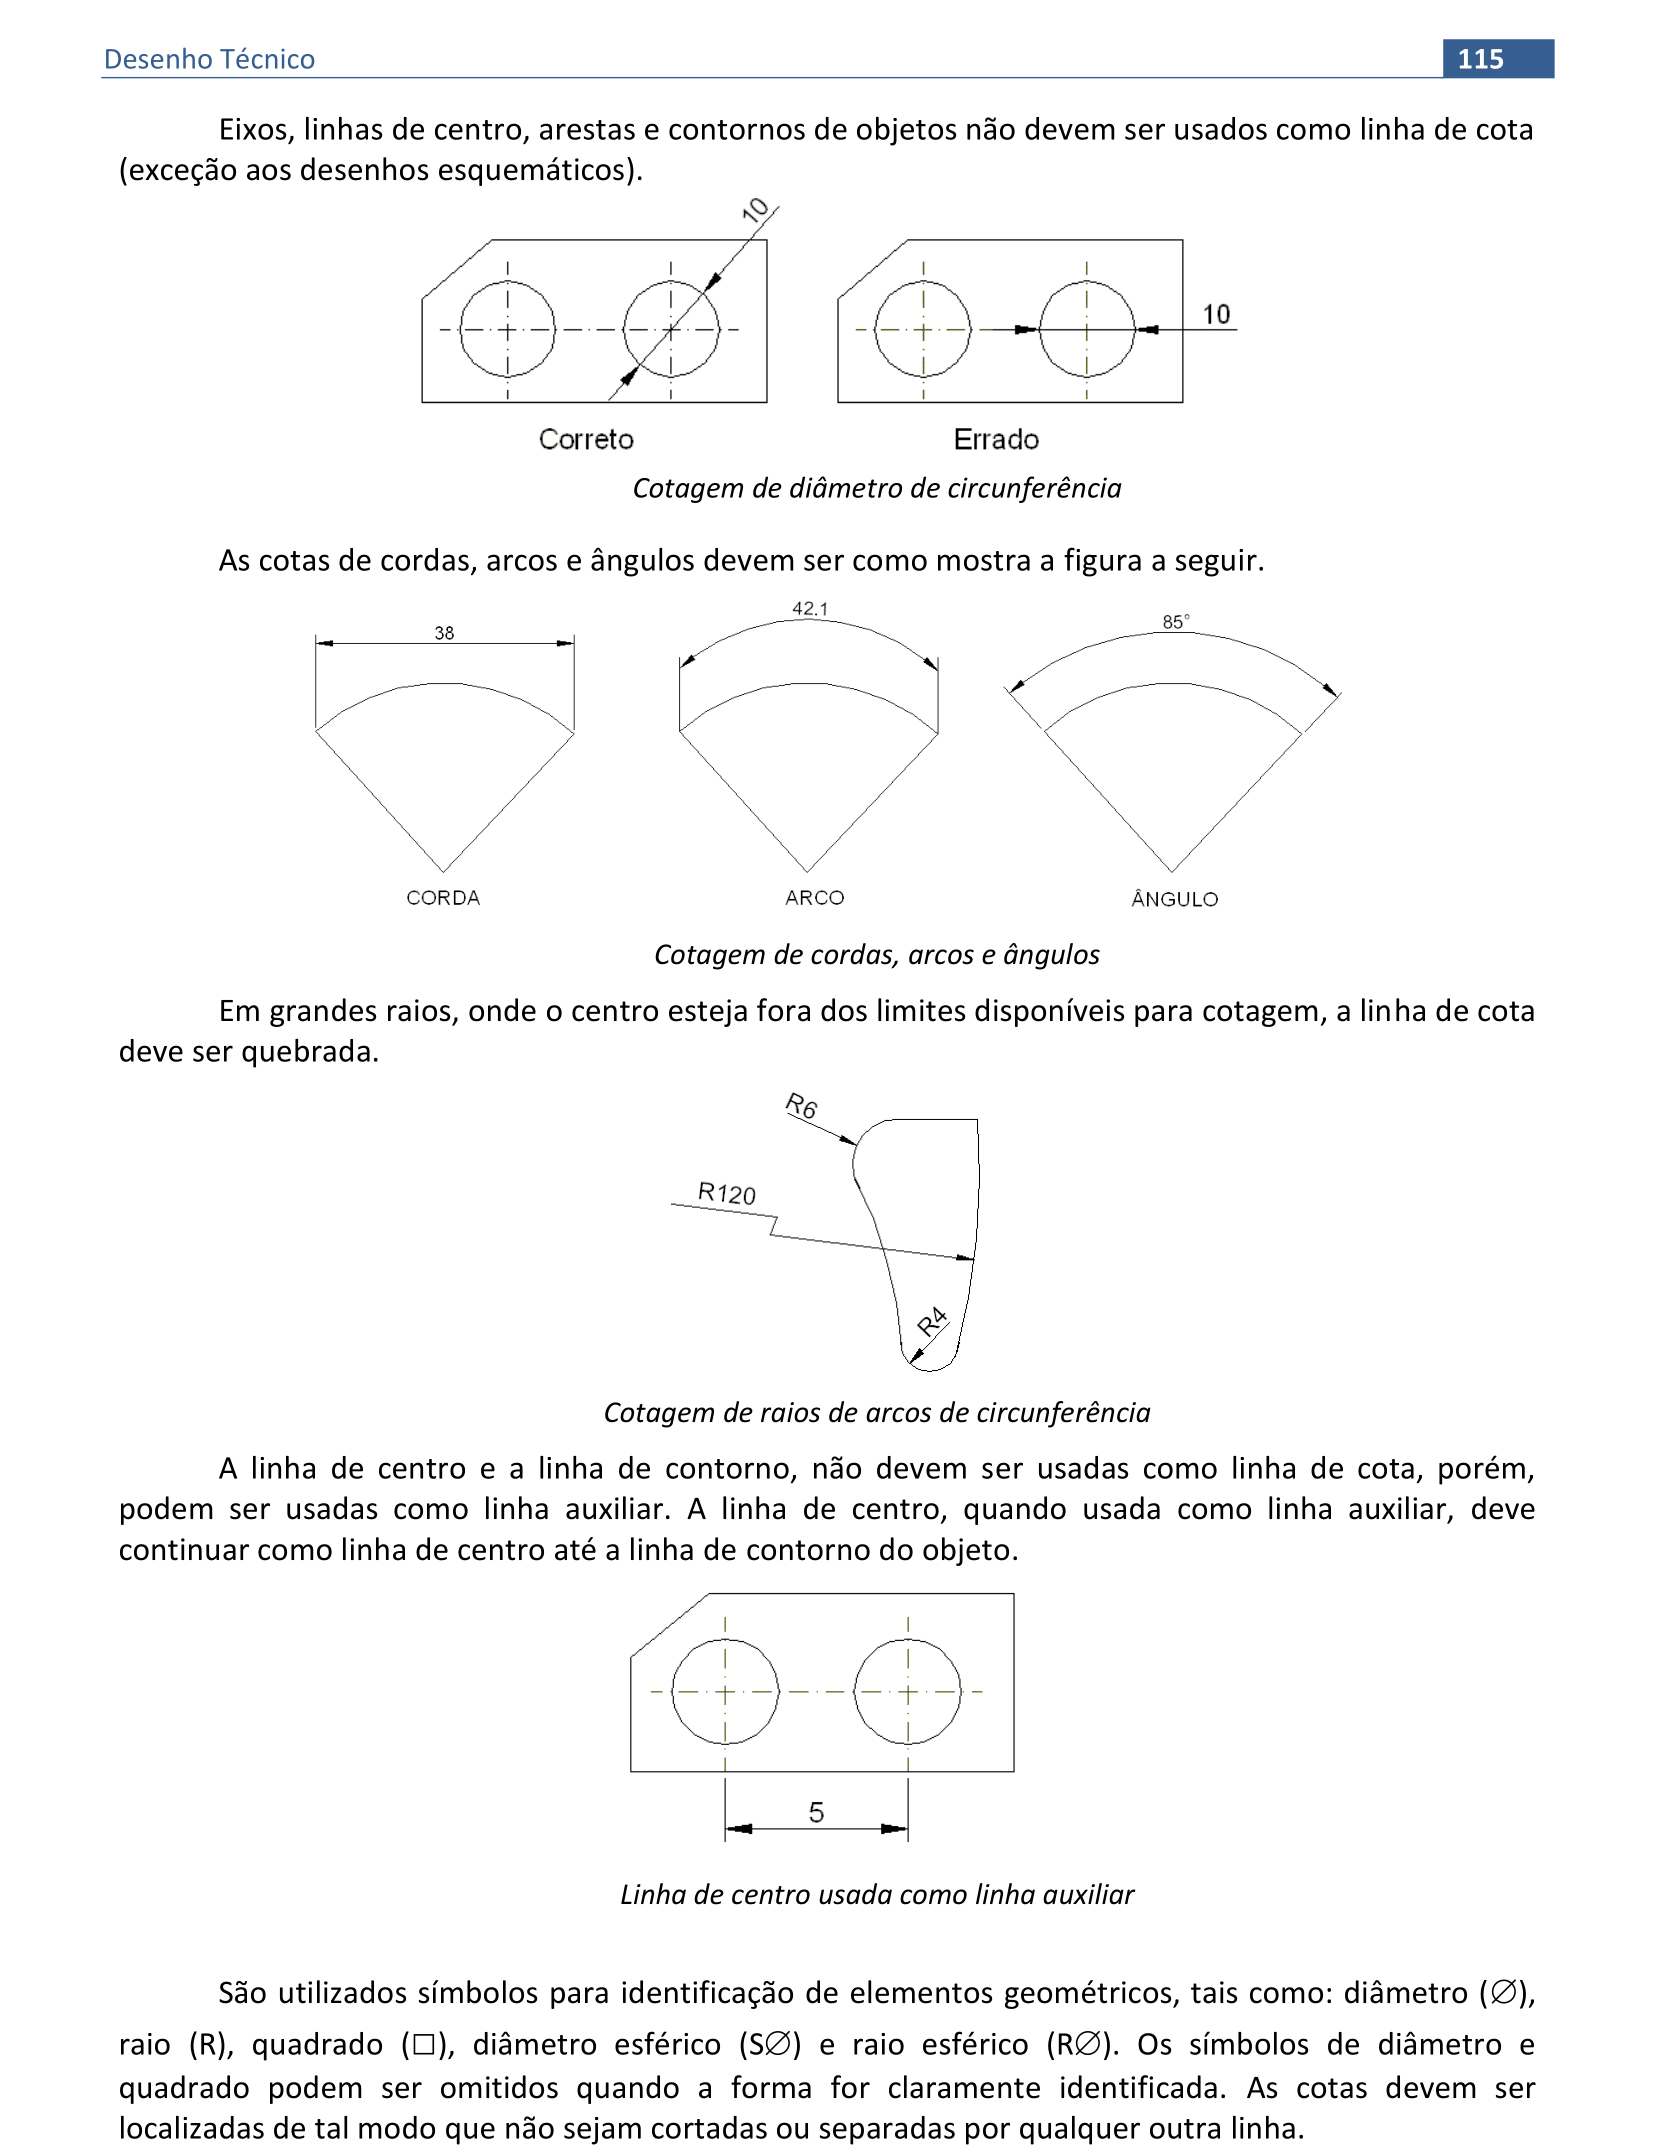 Desenho Técnico 115
Eixos, linhas de centro, arestas e contornos de objetos não devem ser usados como linha de cota
(exceção aos desenhos esquemáticos).
10
10
Correto Errado
Cotagem de diâmetro de circunferência
As cotas de cordas, arcos e ângulos devem ser como mostra a figura a seguir.
38 42.1 85°
CORDA ARCO ÂNGULO
Cotagem de cordas, arcos e ângulos
Em grandes raios, onde o centro esteja fora dos limites disponíveis para cotagem, a linha de cota
deve ser quebrada.
R6
R120
R4
Cotagem de raios de arcos de circunferência
A linha de centro e a linha de contorno, não devem ser usadas como linha de cota, porém,
podem ser usadas como linha auxiliar. A linha de centro, quando usada como linha auxiliar, deve
continuar como linha de centro até a linha de contorno do objeto.
5
Linha de centro usada como linha auxiliar
São utilizados símbolos para identificação de elementos geométricos, tais como: diâmetro (∅),
raio (R), quadrado (□), diâmetro esférico (S∅) e raio esférico (R∅). Os símbolos de diâmetro e
quadrado podem ser omitidos quando a forma for claramente identificada. As cotas devem ser
localizadas de tal modo que não sejam cortadas ou separadas por qualquer outra linha.